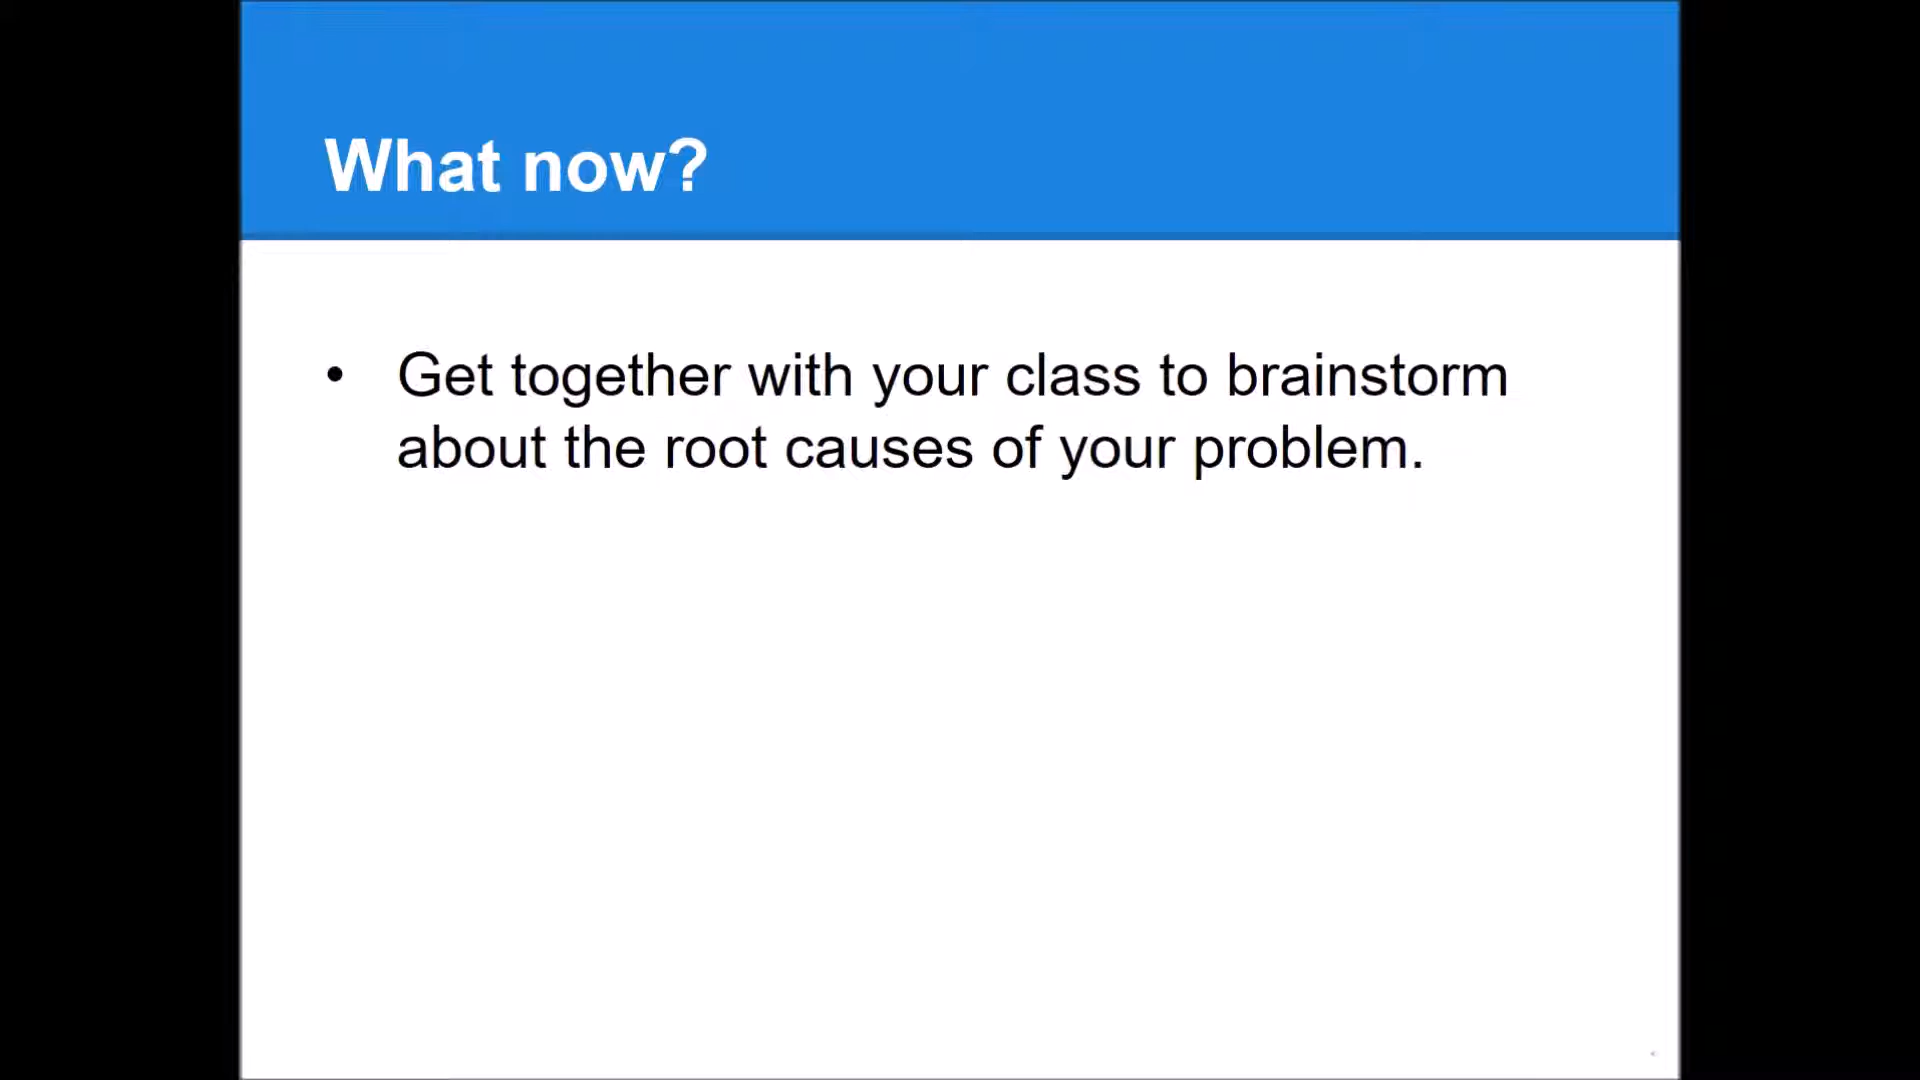 What now?
• Get together with your class to brainstorm
about the root causes of your problem.